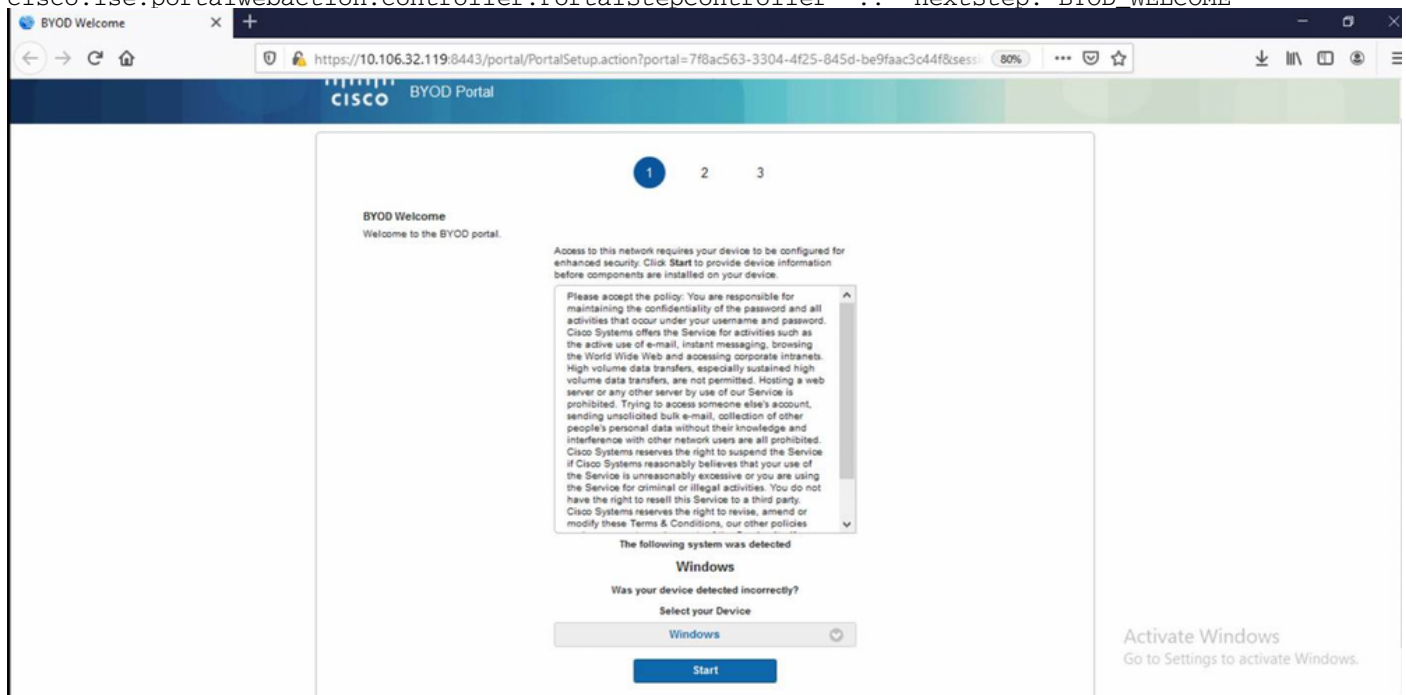 cisco.ise.portalwebaction.controller.PortalStepController -::- nextStep: BYOD_WELCOME
BYOD Welcome
https://10.106.32.119:8443/portal/PortalSetup.action?portal=7f8ac563-3304-4f25-845d-be9faac3c44f&sessi
80%
CISCO BYOD Portal
1 2 3
BYOD Welcome
Welcome to the BYOD portal.
Access to this network requires your device to be configured for
enhanced security. Click Start to provide device information
before components are installed on your device.
Please accept the policy: You are responsible for
maintaining the confidentiality of the password and all
activities that occur under your username and password.
Cisco Systems offers the Service for activities such as
the active use of e-mail, instant messaging, browsing
the World Wide Web and accessing corporate intranets.
High volume data transfers, especially sustained high
volume data transfers, are not permitted. Hosting a web
server or any other server by use of our Service is
prohibited. Trying to access someone else's account,
sending unsolicited bulk e-mail, collection of other
people's personal data without their knowledge and
interference with other network users are all prohibited.
Cisco Systems reserves the right to suspend the Service
if Cisco Systems reasonably believes that your use of
the Service is unreasonably excessive or you are using
the Service for criminal or illegal activities. You do not
have the right to resell this Service to a third party.
Cisco Systems reserves the right to revise, amend or
modify these Terms & Conditions, our other policies
The following system was detected
Windows
Was your device detected incorrectly?
Select your Device
Windows
Start
Activate Windows
Go to Settings to activate Windows.